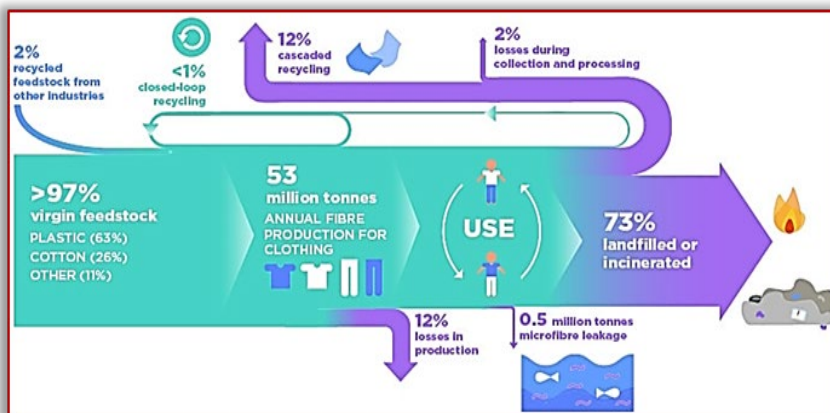 2%
recycled
feedstock from
other industries
<1%
closed-loop
recycling
12%
cascaded
recycling
2%
losses during
collection and processing
>97%
virgin feedstock
PLASTIC (63%)
COTTON (26%)
OTHER (11%)
53
million tonnes
ANNUAL FIBRE
PRODUCTION FOR
CLOTHING
USE
73%
landfilled or
incinerated
12%
losses in
production
0.5 million tonnes
microfibre leakage